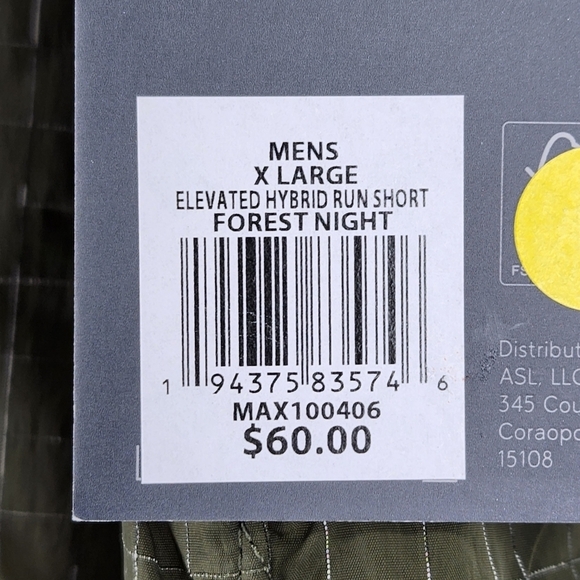 MENS
X LARGE
ELEVATED HYBRID RUN SHORT
FOREST NIGHT
1 94375 83574 6
MAX100406
$60.00
FS
Distribut
ASL, LLC
345 Cou
Coraopo
15108